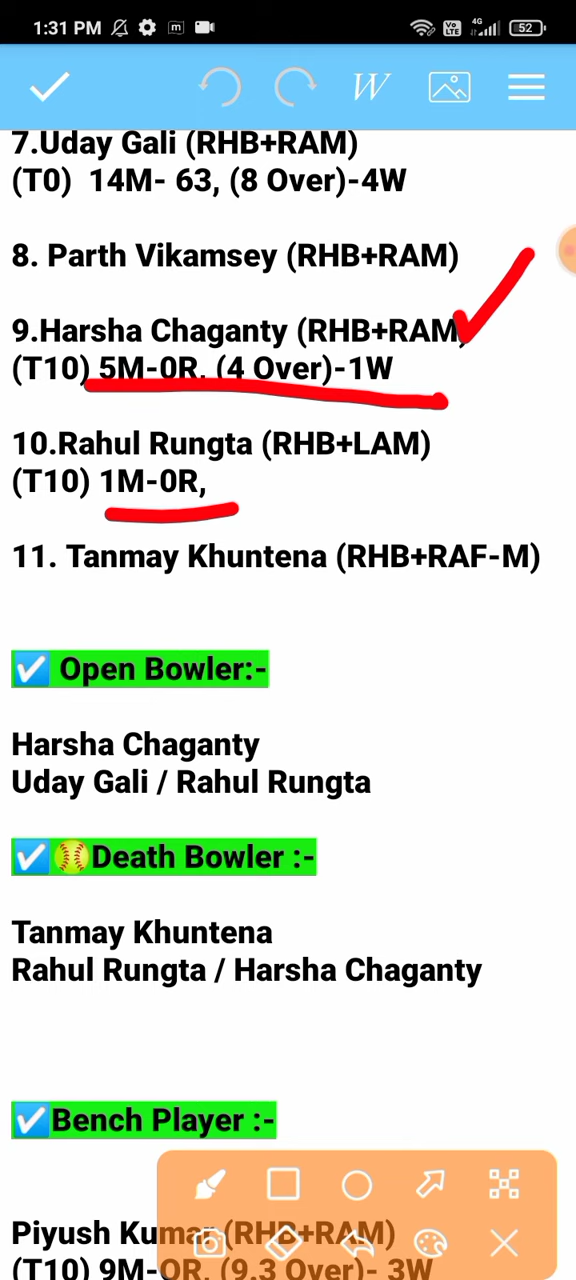 1:31 PM
4G
52
W
7.Uday Gali (RHB+RAM)
(T0) 14M- 63, (8 Over)-4W
8. Parth Vikamsey (RHB+RAM)
9.Harsha Chaganty (RHB+RAM)
(T10) 5M-0R, (4 Over)-1W
10.Rahul Rungta (RHB+LAM)
(T10) 1M-0R,
11. Tanmay Khuntena (RHB+RAF-M)
✅ Open Bowler:-
Harsha Chaganty
Uday Gali / Rahul Rungta
✅⚾Death Bowler :-
Tanmay Khuntena
Rahul Rungta / Harsha Chaganty
✅Bench Player :-
Piyush Kumar (RHB+RAM)
(T10) 9M-0R, (9.3 Over)- 3W